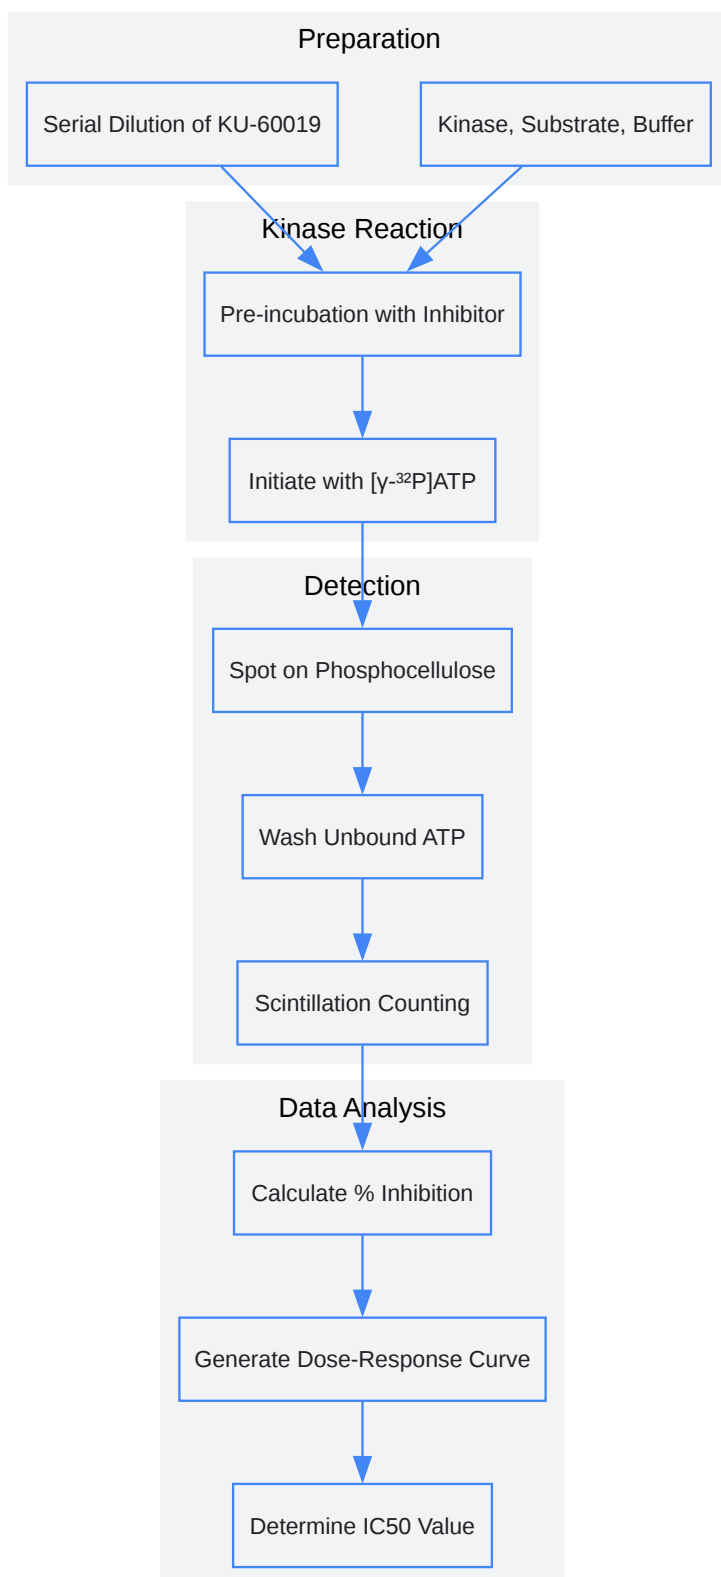 Preparation
Serial Dilution of KU-60019
Kinase, Substrate, Buffer
Kinase Reaction
Pre-incubation with Inhibitor
Initiate with [γ-³²P]ATP
Detection
Spot on Phosphocellulose
Wash Unbound ATP
Scintillation Counting
Data Analysis
Calculate % Inhibition
Generate Dose-Response Curve
Determine IC50 Value